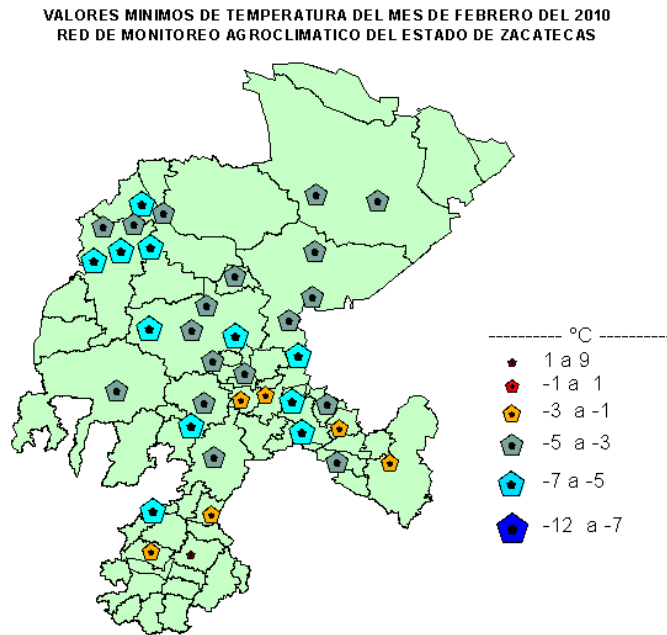 VALORES MINIMOS DE TEMPERATURA DEL MES DE FEBRERO DEL 2010
RED DE MONITOREO AGROCLIMATICO DEL ESTADO DE ZACATECAS
---------- °C ----------
1 a 9
-1 a 1
-3 a -1
-5 a -3
-7 a -5
-12 a -7